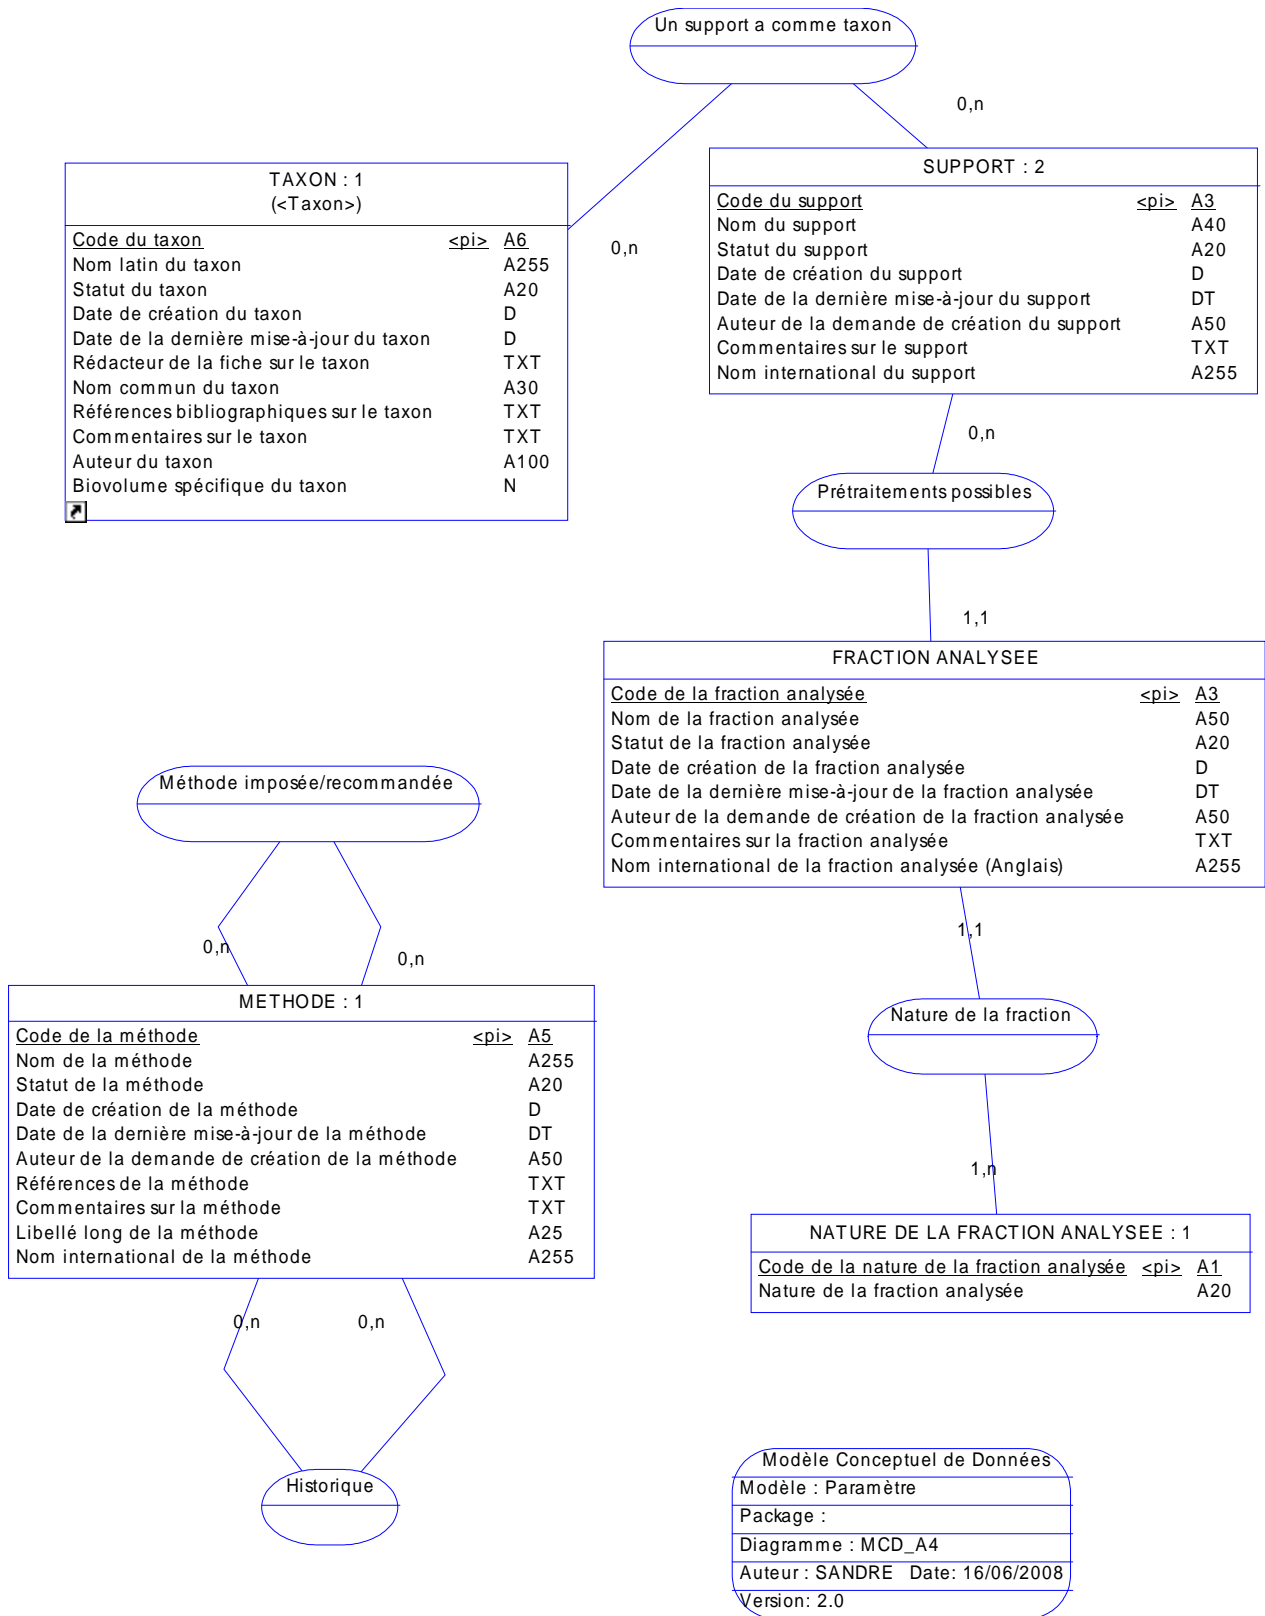 Un support a comme taxon
0,n
0,n
TAXON : 1
(<Taxon>)
Code du taxon <pi> A6
Nom latin du taxon A255
Statut du taxon A20
Date de création du taxon D
Date de la dernière mise-à-jour du taxon D
Rédacteur de la fiche sur le taxon TXT
Nom commun du taxon A30
Références bibliographiques sur le taxon TXT
Commentaires sur le taxon TXT
Auteur du taxon A100
Biovolume spécifique du taxon N
SUPPORT : 2
Code du support <pi> A3
Nom du support A40
Statut du support A20
Date de création du support D
Date de la dernière mise-à-jour du support DT
Auteur de la demande de création du support A50
Commentaires sur le support TXT
Nom international du support A255
0,n
Prétraitements possibles
1,1
FRACTION ANALYSEE
Code de la fraction analysée <pi> A3
Nom de la fraction analysée A50
Statut de la fraction analysée A20
Date de création de la fraction analysée D
Date de la dernière mise-à-jour de la fraction analysée DT
Auteur de la demande de création de la fraction analysée A50
Commentaires sur la fraction analysée TXT
Nom international de la fraction analysée (Anglais) A255
1,1
Nature de la fraction
1,n
NATURE DE LA FRACTION ANALYSEE : 1
Code de la nature de la fraction analysée <pi> A1
Nature de la fraction analysée A20
Méthode imposée/recommandée
0,n
0,n
METHODE : 1
Code de la méthode <pi> A5
Nom de la méthode A255
Statut de la méthode A20
Date de création de la méthode D
Date de la dernière mise-à-jour de la méthode DT
Auteur de la demande de création de la méthode A50
Références de la méthode TXT
Commentaires sur la méthode TXT
Libellé long de la méthode A25
Nom international de la méthode A255
0,n
0,n
Historique
Modèle Conceptuel de Données
Modèle : Paramètre
Package :
Diagramme : MCD_A4
Auteur : SANDRE Date: 16/06/2008
Version: 2.0